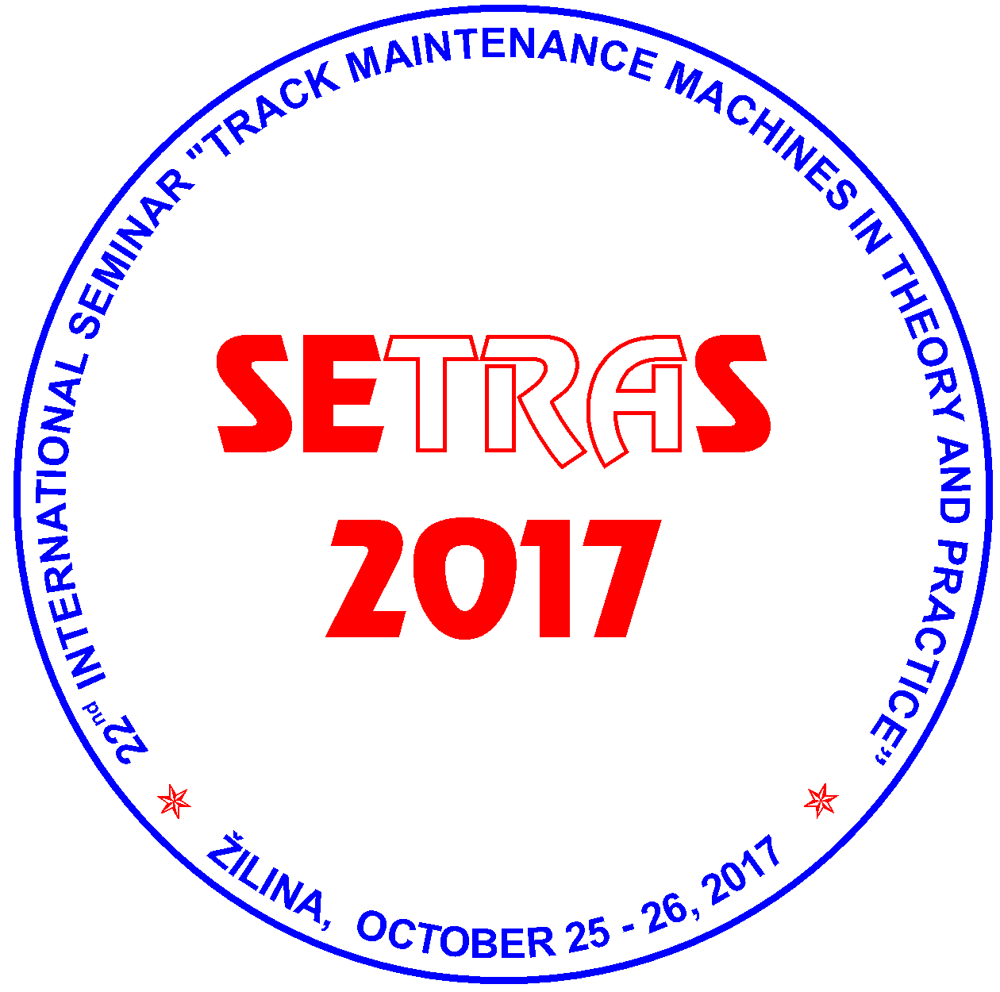 22nd INTERNATIONAL SEMINAR "TRACK MAINTENANCE MACHINES IN THEORY AND PRACTICE“
SETRAS
2017
ŽILINA, OCTOBER 25 - 26, 2017